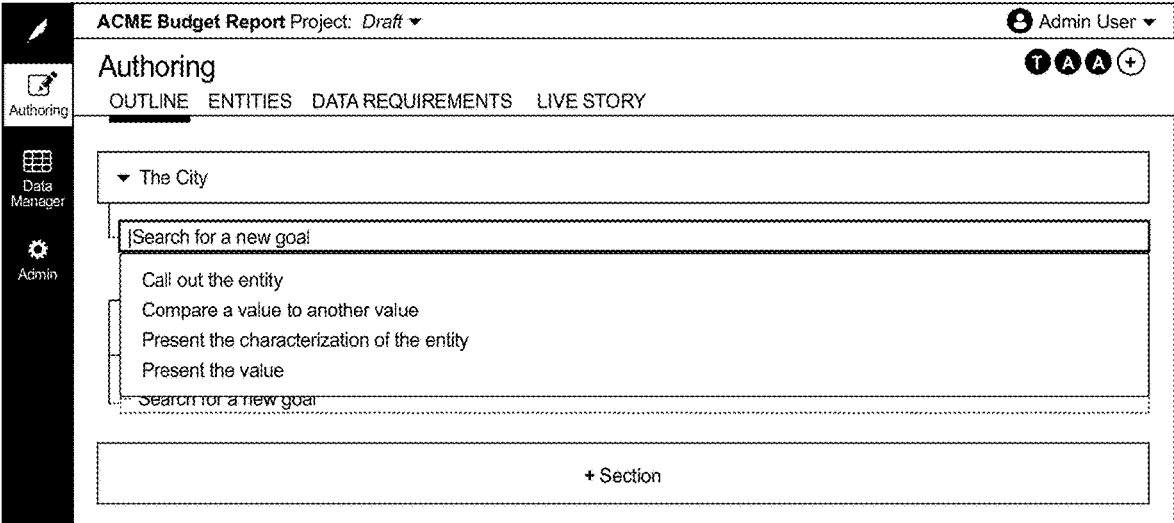 ACME Budget Report Project: Draft
Admin User
Authoring
T A A +
OUTLINE ENTITIES DATA REQUIREMENTS LIVE STORY
Authoring
Data
Manager
Admin
The City
Search for a new goal
Call out the entity
Compare a value to another value
Present the characterization of the entity
Present the value
Search for a new goal
+ Section